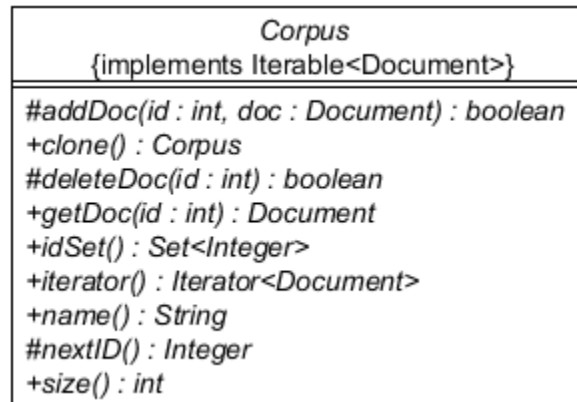 Corpus
{implements Iterable<Document>}
#addDoc(id : int, doc : Document) : boolean
+clone() : Corpus
#deleteDoc(id : int) : boolean
+getDoc(id : int) : Document
+idSet() : Set<Integer>
+iterator() : Iterator<Document>
+name() : String
#nextID() : Integer
+size() : int